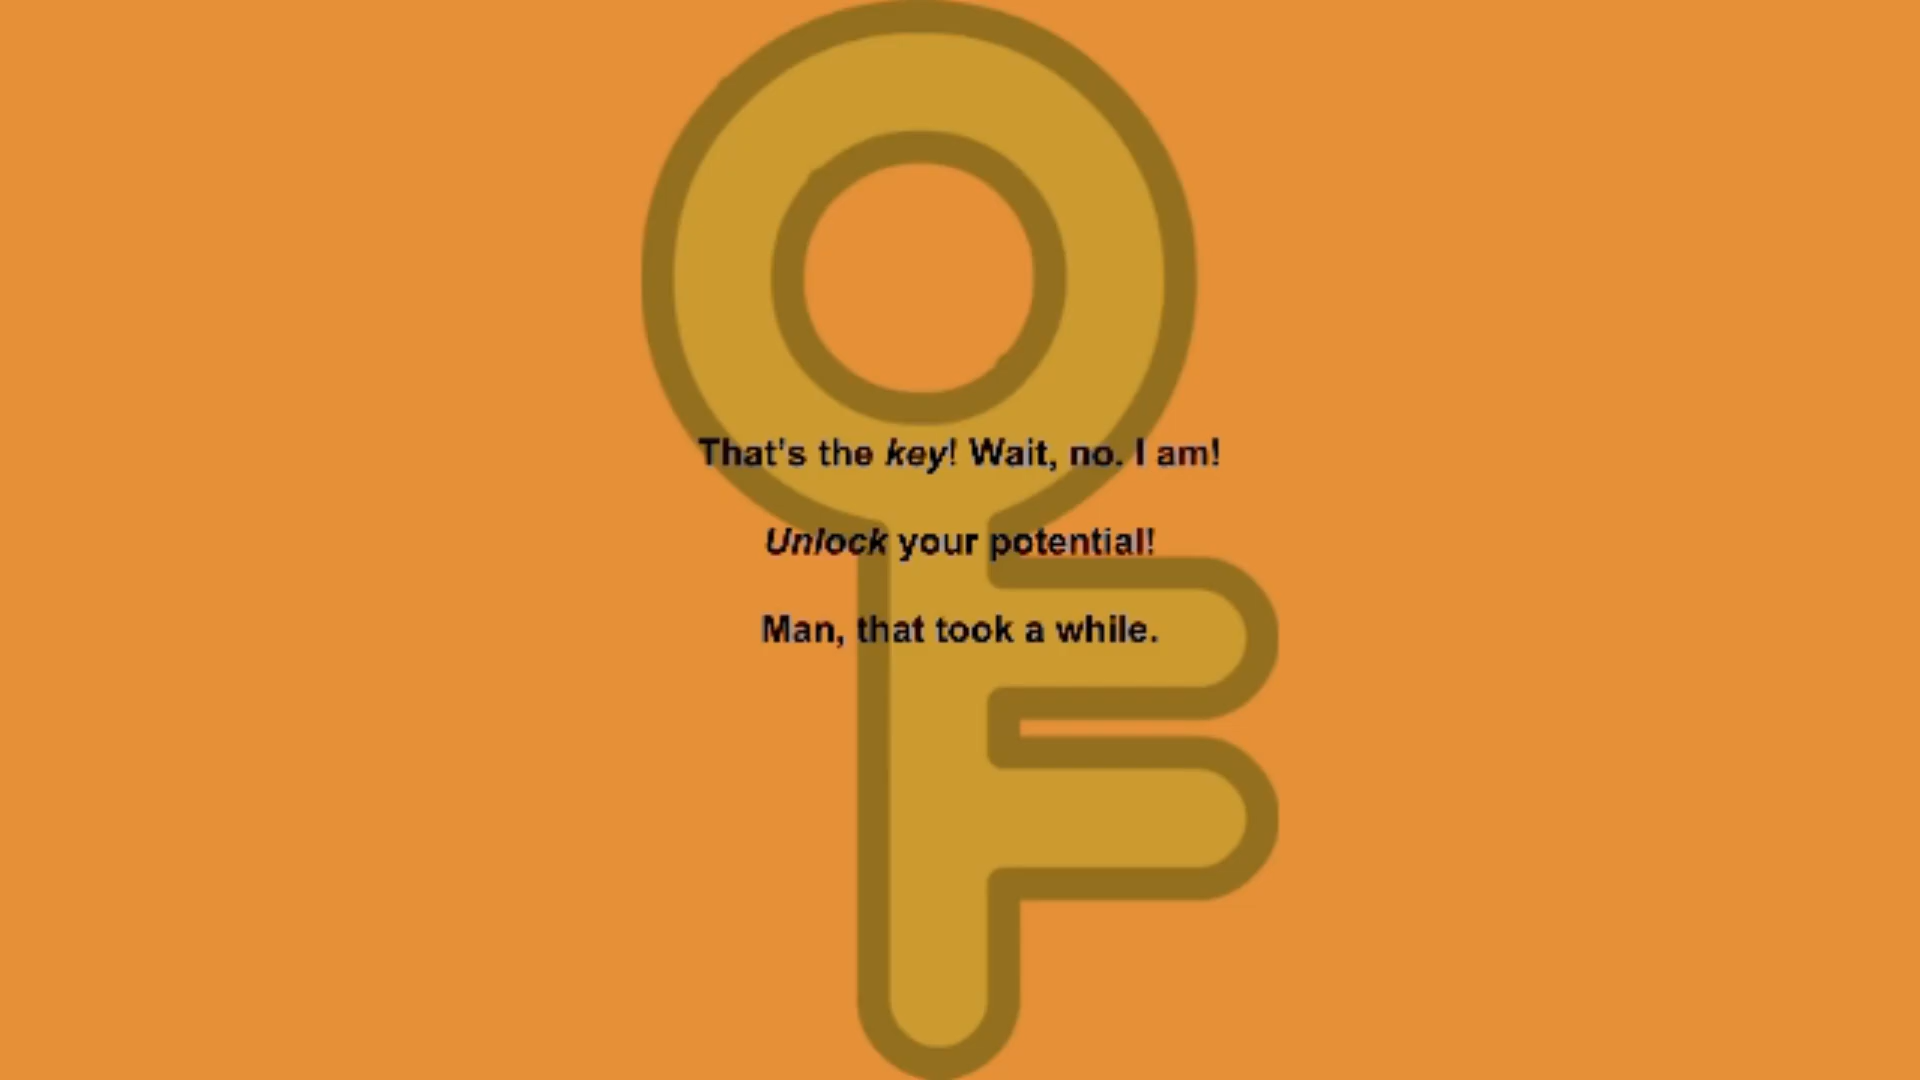 That's the key! Wait, no. I am!
Unlock your potential!
Man, that took a while.